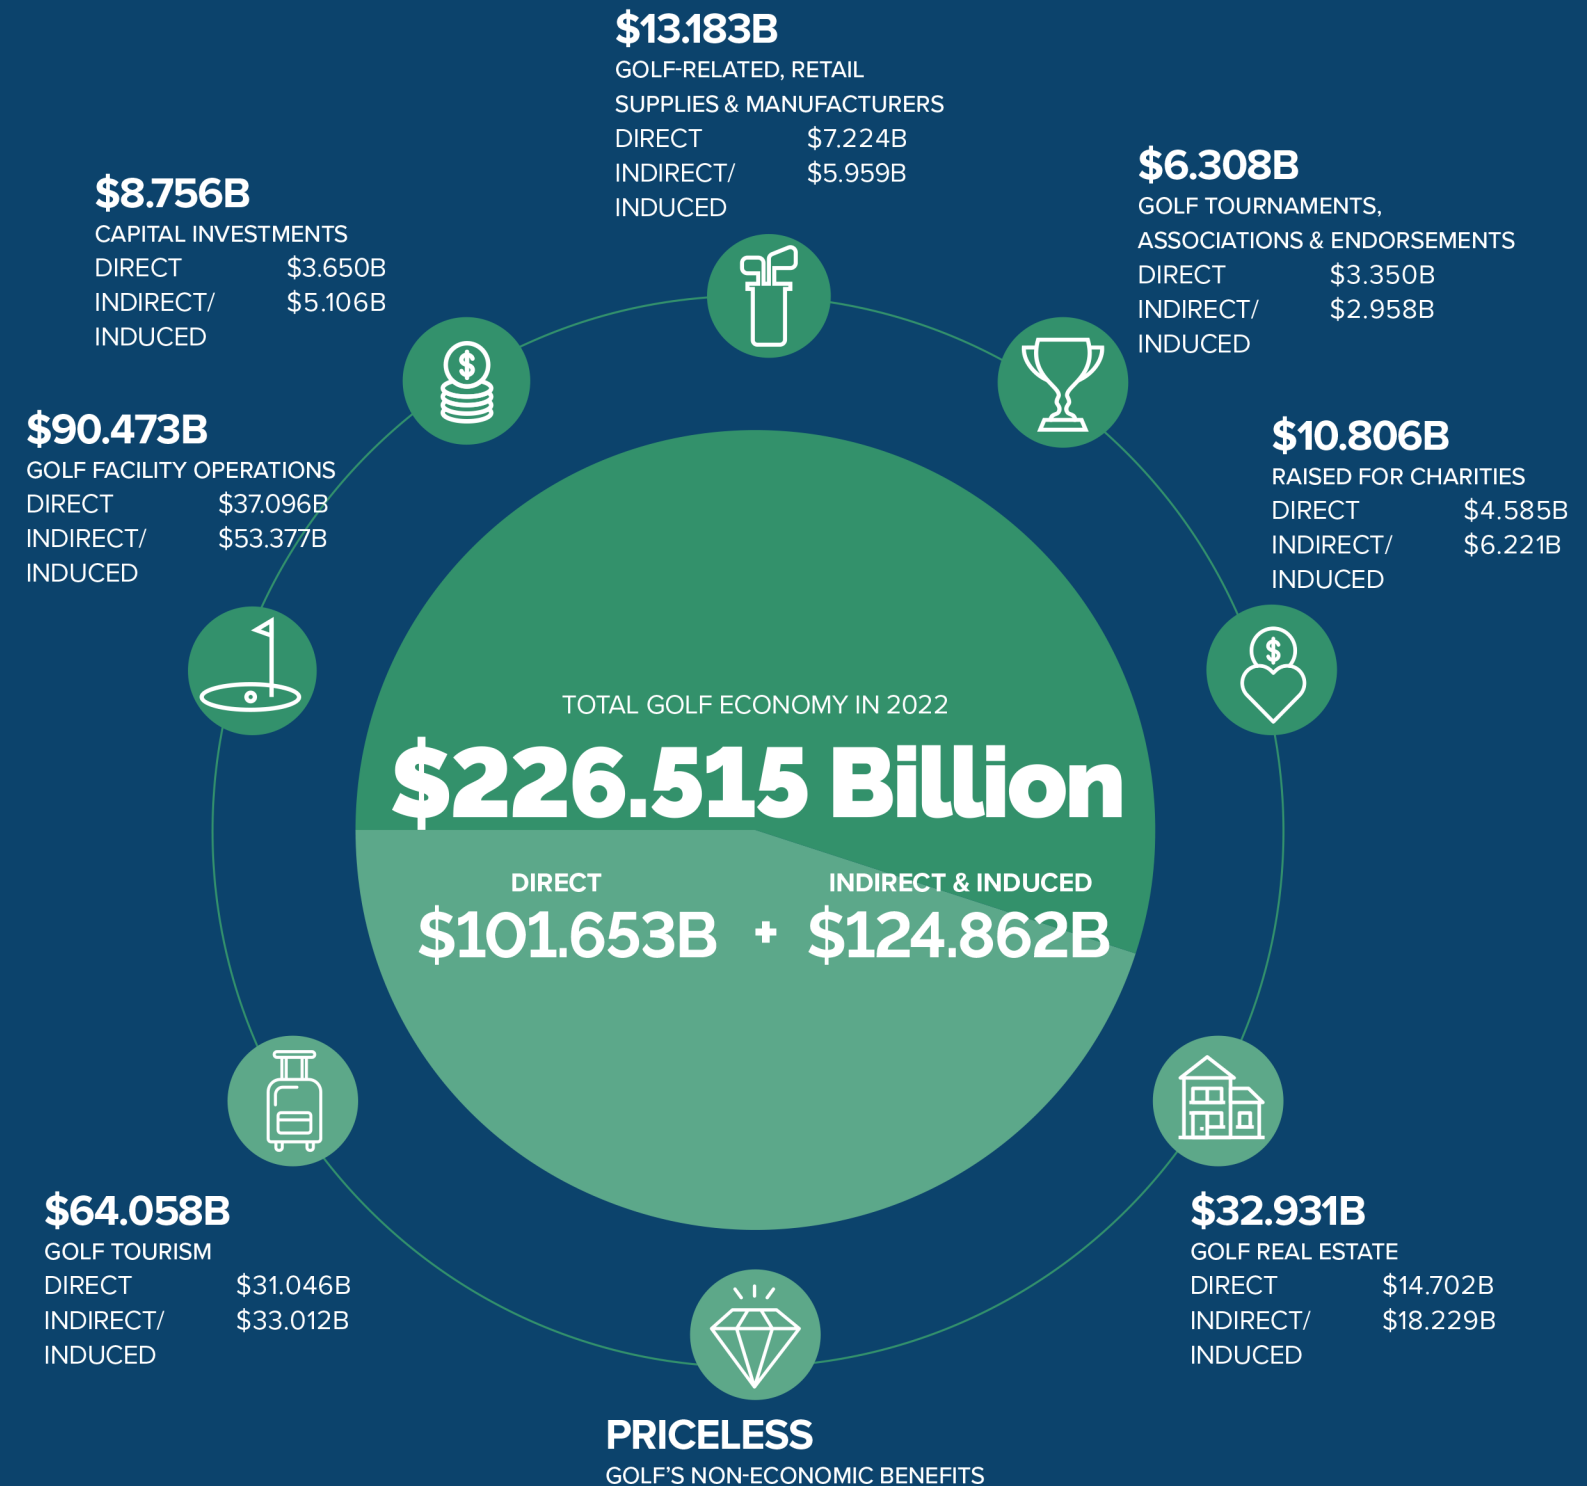 $13.183B
GOLF-RELATED, RETAIL
SUPPLIES & MANUFACTURERS
DIRECT $7.224B
INDIRECT/ $5.959B
INDUCED
$6.308B
GOLF TOURNAMENTS,
ASSOCIATIONS & ENDORSEMENTS
DIRECT $3.350B
INDIRECT/ $2.958B
INDUCED
$8.756B
CAPITAL INVESTMENTS
DIRECT $3.650B
INDIRECT/ $5.106B
INDUCED
$
$90.473B
GOLF FACILITY OPERATIONS
DIRECT $37.096B
INDIRECT/ $53.377B
INDUCED
$10.806B
RAISED FOR CHARITIES
DIRECT $4.585B
INDIRECT/ $6.221B
INDUCED
$
TOTAL GOLF ECONOMY IN 2022
$226.515 Billion
DIRECT INDIRECT & INDUCED
$101.653B + $124.862B
$64.058B
GOLF TOURISM
DIRECT $31.046B
INDIRECT/ $33.012B
INDUCED
$32.931B
GOLF REAL ESTATE
DIRECT $14.702B
INDIRECT/ $18.229B
INDUCED
PRICELESS
GOLF'S NON-ECONOMIC BENEFITS